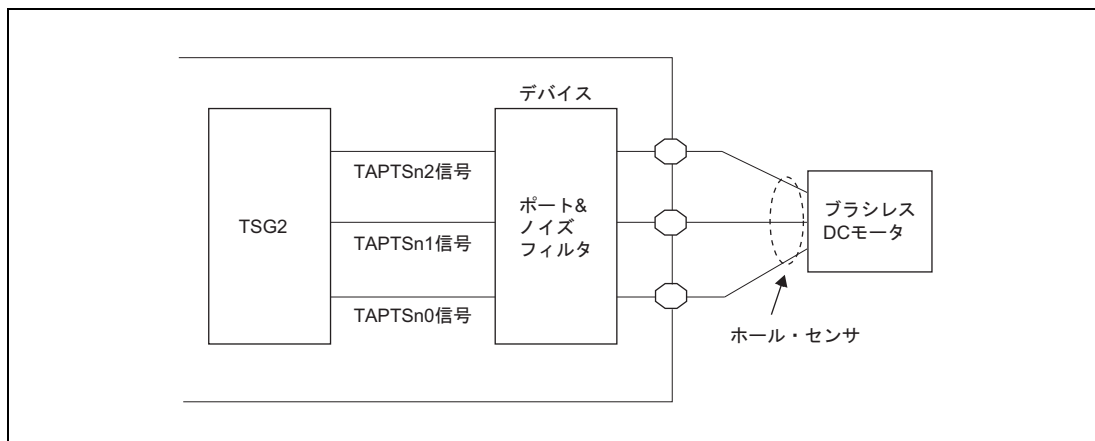 デバイス
TSG2
TAPTSn2信号
TAPTSn1信号
TAPTSn0信号
ポート&
ノイズ
フィルタ
ブラシレス
DCモータ
ホール・センサ